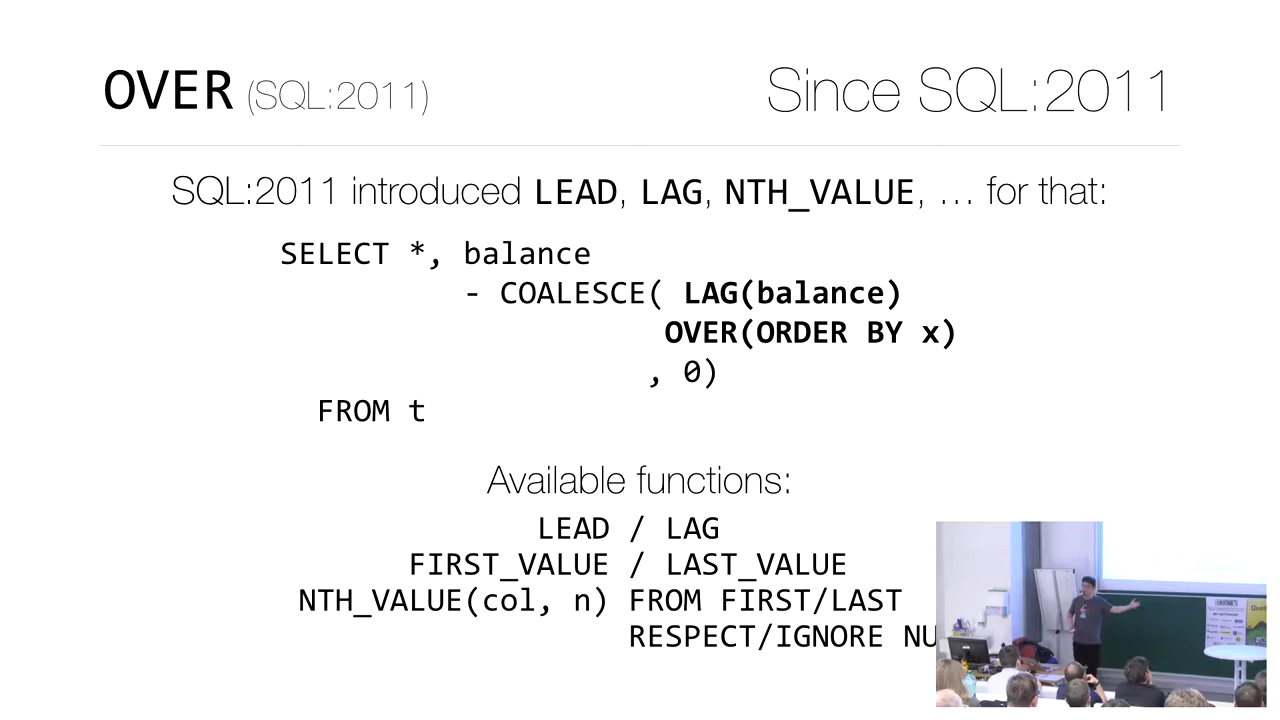 OVER (SQL:2011)
Since SQL:2011
SQL:2011 introduced LEAD, LAG, NTH_VALUE, … for that:
SELECT *, balance
- COALESCE( LAG(balance)
OVER(ORDER BY x)
, 0)
FROM t
Available functions:
LEAD / LAG
FIRST_VALUE / LAST_VALUE
NTH_VALUE(col, n) FROM FIRST/LAST
RESPECT/IGNORE NU